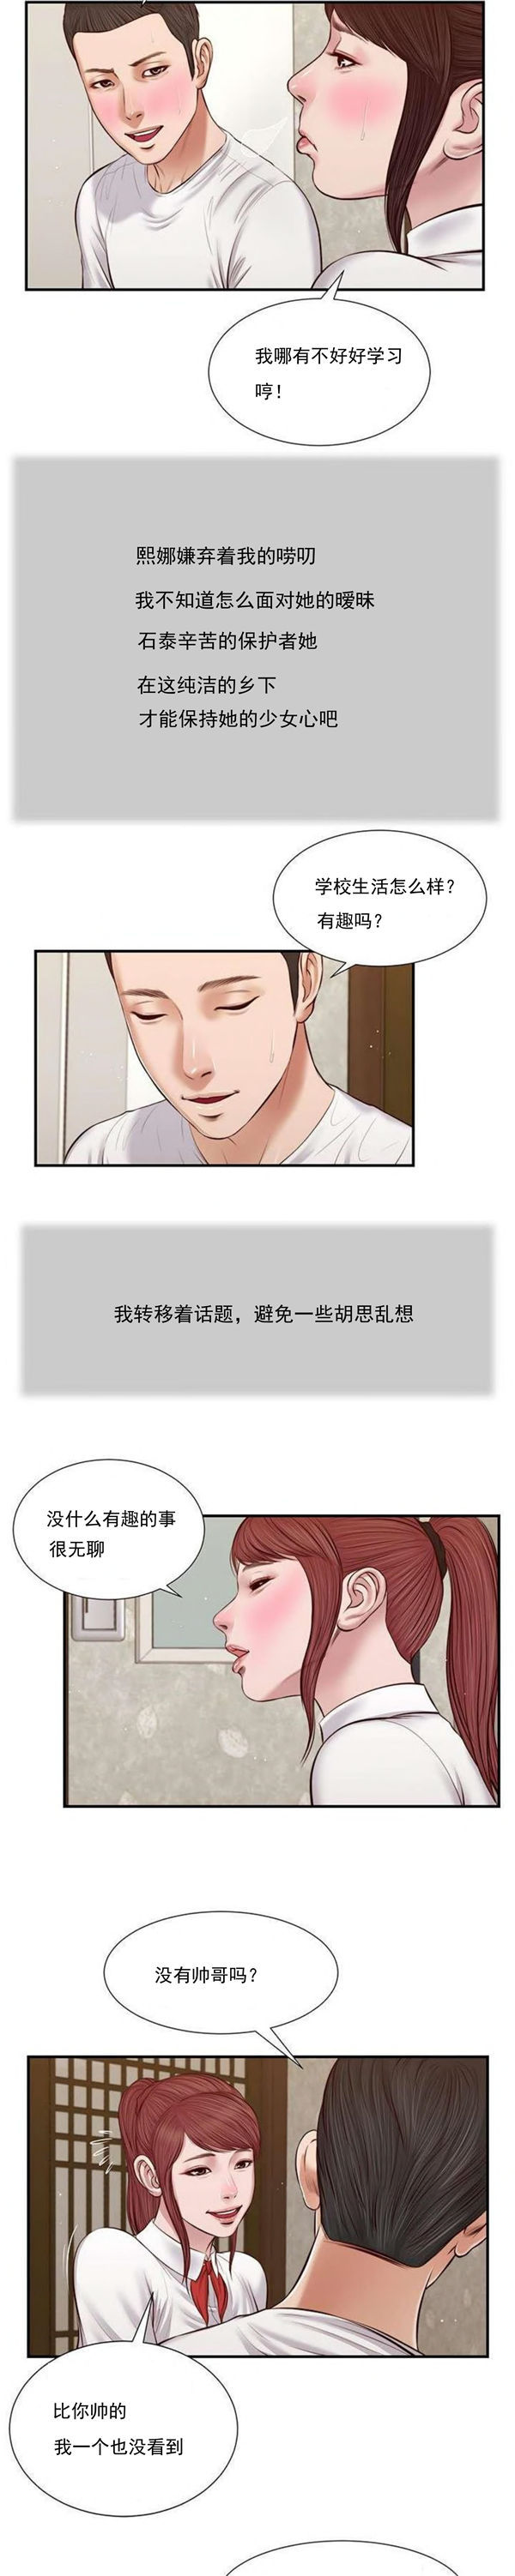 我哪有不好好学习
哼！
熙娜嫌弃着我的唠叨
我不知道怎么面对她的暧昧
石泰辛苦的保护者她
在这纯洁的乡下
才能保持她的少女心吧
学校生活怎么样？
有趣吗？
我转移着话题，避免一些胡思乱想
没什么有趣的事
很无聊
没有帅哥吗？
比你帅的
我一个也没看到